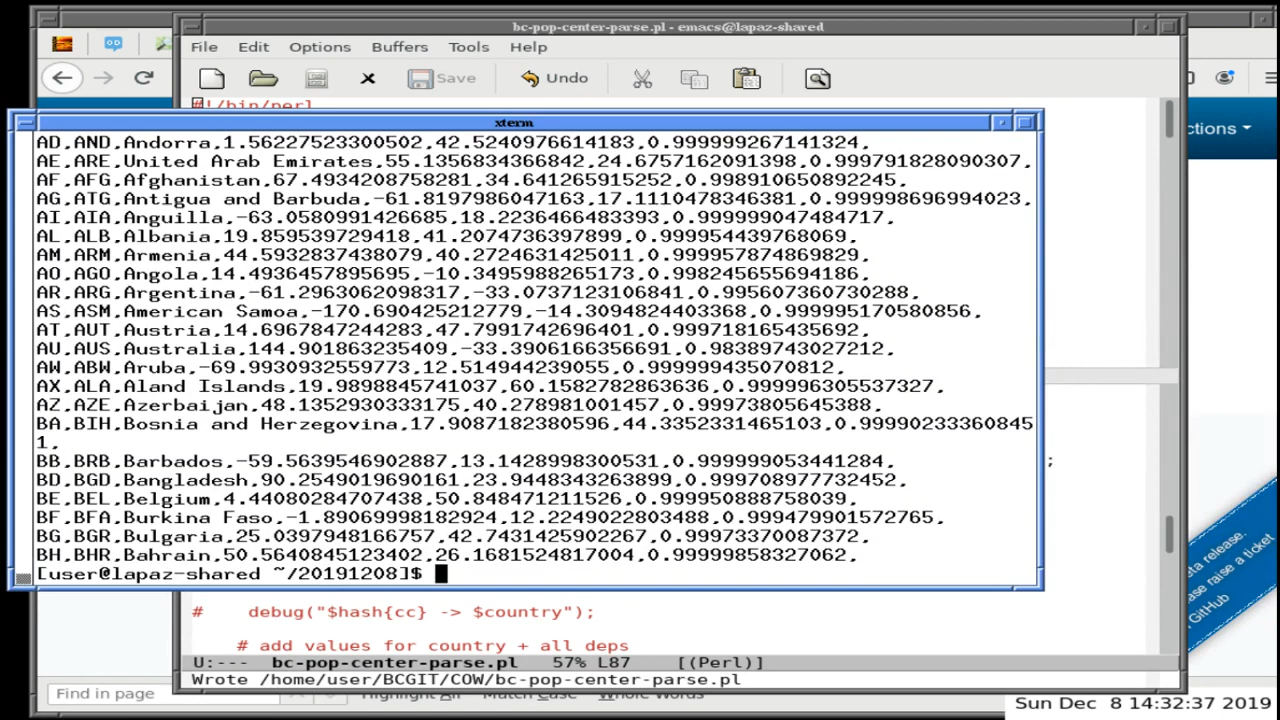 bc-pop-center-parse.pl - emacs@lapaz-shared
File Edit Options Buffers Tools Help
Save Undo
#!/bin/perl
ctions
xterm
AD,AND,Andorra,1.56227523300502,42.5240976614183,0.999999267141324,
AE,ARE,United Arab Emirates,55.1356834366842,24.6757162091398,0.999791828090307,
AF,AFG,Afghanistan,67.4934208758281,34.641265915252,0.998910650892245,
AG,ATG,Antigua and Barbuda,-61.8197986047163,17.1110478346381,0.999998696994023,
AI,AIA,Anguilla,-63.0580991426685,18.2236466483393,0.999999047484717,
AL,ALB,Albania,19.859539729418,41.2074736397899,0.999954439768069,
AM,ARM,Armenia,44.5932837438079,40.2724631425011,0.999957874869829,
AO,AGO,Angola,14.4936457895695,-10.3495988265173,0.998245655694186,
AR,ARG,Argentina,-61.2963062098317,-33.0737123106841,0.995607360730288,
AS,ASM,American Samoa,-170.690425212779,-14.3094824403368,0.999995170580856,
AT,AUT,Austria,14.6967847244283,47.7991742696401,0.999718165435692,
AU,AUS,Australia,144.901863235409,-33.3906166356691,0.98389743027212,
AW,ABW,Aruba,-69.9930932559773,12.514944239055,0.999999435070812,
AX,ALA,Aland Islands,19.9898845741037,60.1582782863636,0.999996305537327,
AZ,AZE,Azerbaijan,48.1352930333175,40.278981001457,0.99973805645388,
BA,BIH,Bosnia and Herzegovina,17.9087182380596,44.3352331465103,0.99990233360845
1,
BB,BRB,Barbados,-59.5639546902887,13.1428998300531,0.999999053441284,
BD,BGD,Bangladesh,90.2549019690161,23.9448343263899,0.999708977732452,
BE,BEL,Belgium,4.44080284707438,50.848471211526,0.999950888758039,
BF,BFA,Burkina Faso,-1.89069998182924,12.2249022803488,0.999479901572765,
BG,BGR,Bulgaria,25.0397948166757,42.7431425902267,0.99973370087372,
BH,BHR,Bahrain,50.5640845123402,26.1681524817004,0.99999858327062,
[user@lapaz-shared ~/20191208]$
;
eta release.
ase raise a ticket
GitHub
# debug("$hash{cc} -> $country");
# add values for country + all deps
U:--- bc-pop-center-parse.pl 57% L87 [(Perl)]
Wrote /home/user/BCGIT/COW/bc-pop-center-parse.pl
Find in page Highlight All Match Case Whole Words
Sun Dec 8 14:32:37 2019